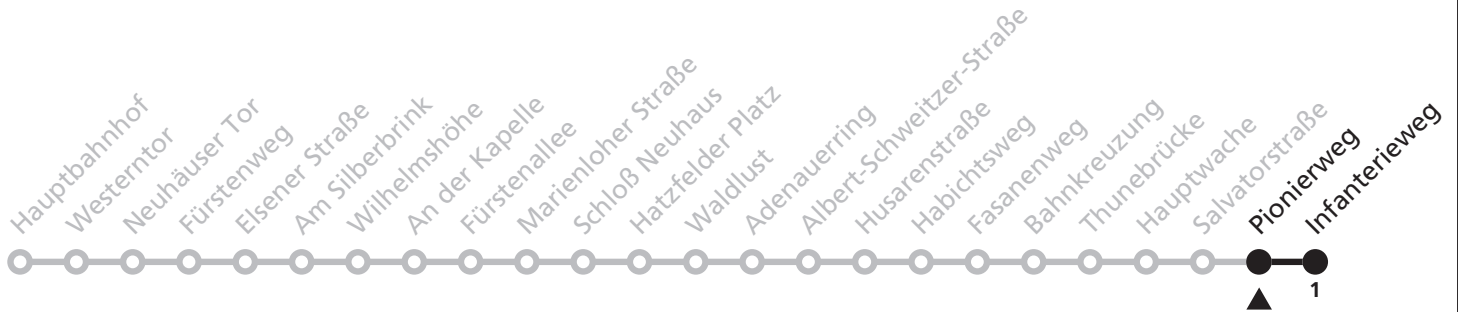 Hauptbahnhof
Westerntor
Neuhäuser Tor
Fürstenweg
Elsener Straße
Am Silberbrink
Wilhelmshöhe
An der Kapelle
Fürstenallee
Marienloher Straße
Schloß Neuhaus
Hatzfelder Platz
Waldlust
Adenauerring
Albert-Schweitzer-Straße
Husarenstraße
Habichtsweg
Fasanenweg
Bahnkreuzung
Thunebrücke
Hauptwache
Salvatorstraße
Pionierweg
Infanterieweg
1